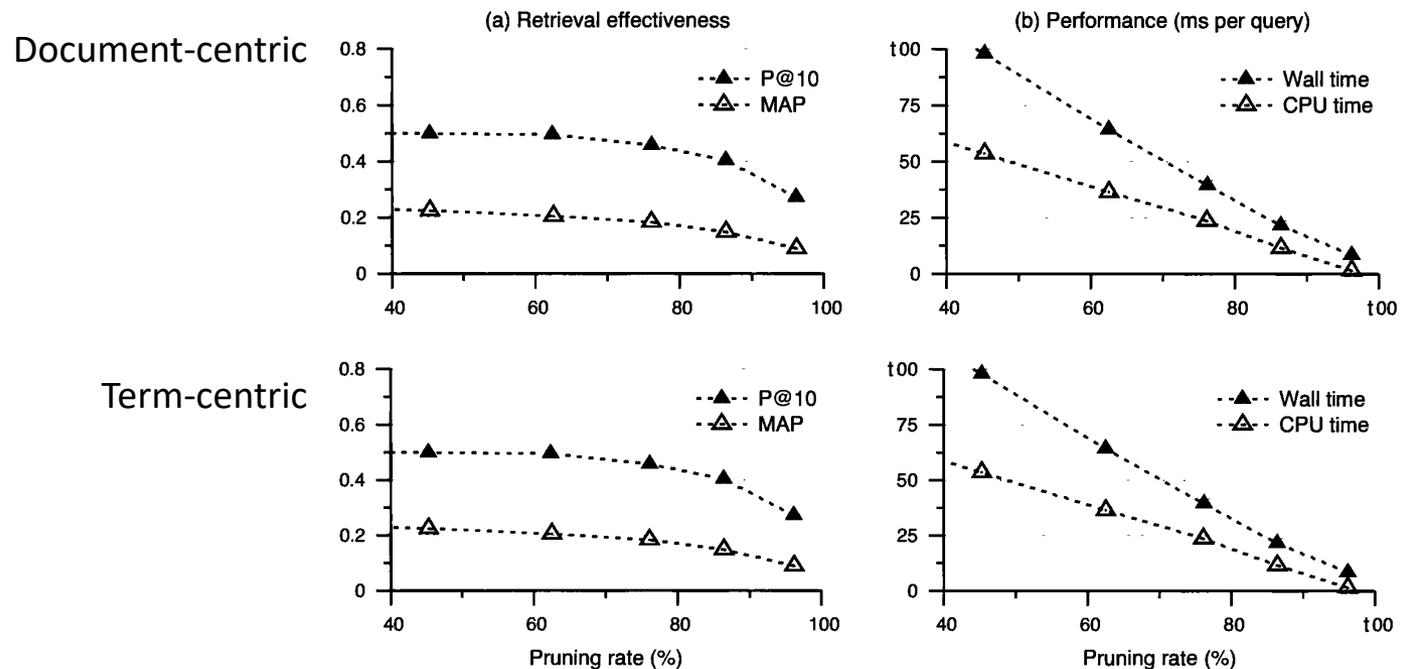 Document-centric
(a) Retrieval effectiveness
0.8
0.6
0.4
0.2
0
P@10
MAP
40 60 80 100
(b) Performance (ms per query)
t00
75
50
25
0
Wall time
CPU time
40 60 80 t00
Term-centric
0.8
0.6
0.4
0.2
0
P@10
MAP
40 60 80 100
Pruning rate (%)
t00
75
50
25
0
Wall time
CPU time
40 60 80 t00
Pruning rate (%)